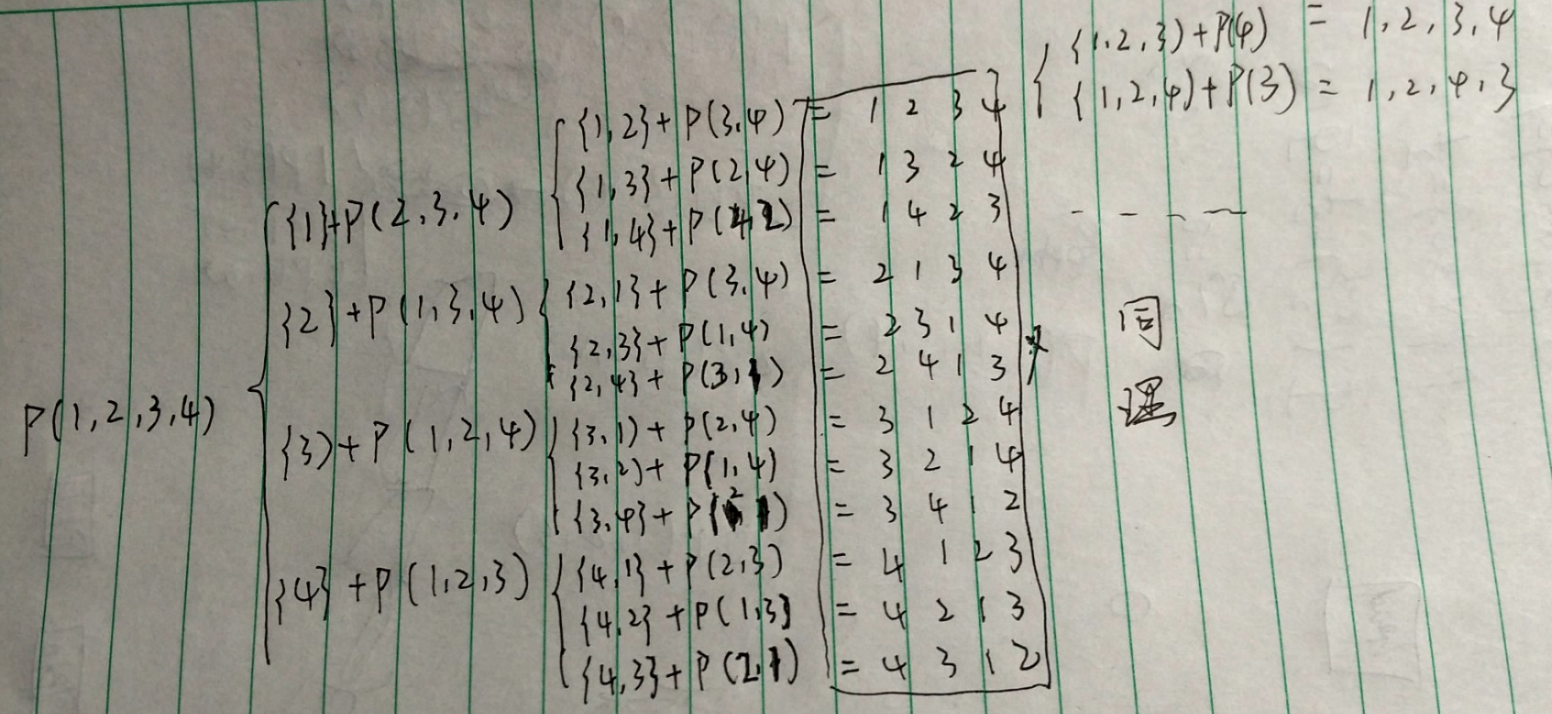 {1,2,3)+P(4) = 1,2,3,4
{1,2,4)+P(3) = 1,2,4,3
{1,2}+P(3,4) = 1 2 3 4
{1,3}+P(2,4) = 1 3 2 4
{1}+P(2,3,4)
{1,4}+P(4,2) = 1 4 2 3 - - - -
{2,1}+P(3,4) = 2 1 3 4
{2}+P(1,3,4)
{2,3}+P(1,4) = 2 3 1 4
同
{2,4}+P(3,1) = 2 4 1 3
P(1,2,3,4)
{3)+P(1,2,4)
{3,1)+P(2,4) = 3 1 2 4
{3,2)+P(1,4) = 3 2 1 4
{3,4}+P(2 1) = 3 4 1 2
{4}+P(1,2,3)
{4,1}+P(2,3) = 4 1 2 3
{4,2}+P(1,3) = 4 2 1 3
{4,3}+P(2,1) = 4 3 1 2